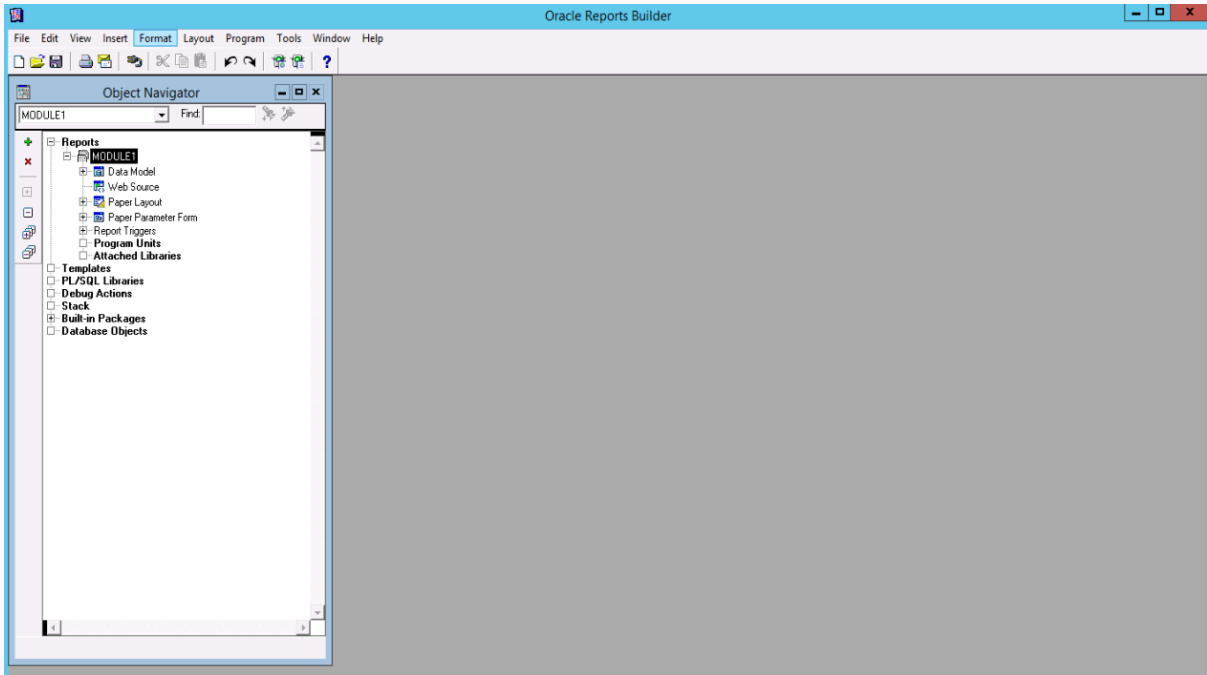 Oracle Reports Builder
File Edit View Insert Format Layout Program Tools Window Help
Object Navigator
MODULE1 Find:
Reports
MODULE1
Data Model
Web Source
Paper Layout
Paper Parameter Form
Report Triggers
Program Units
Attached Libraries
Templates
PL/SQL Libraries
Debug Actions
Stack
Built-in Packages
Database Objects